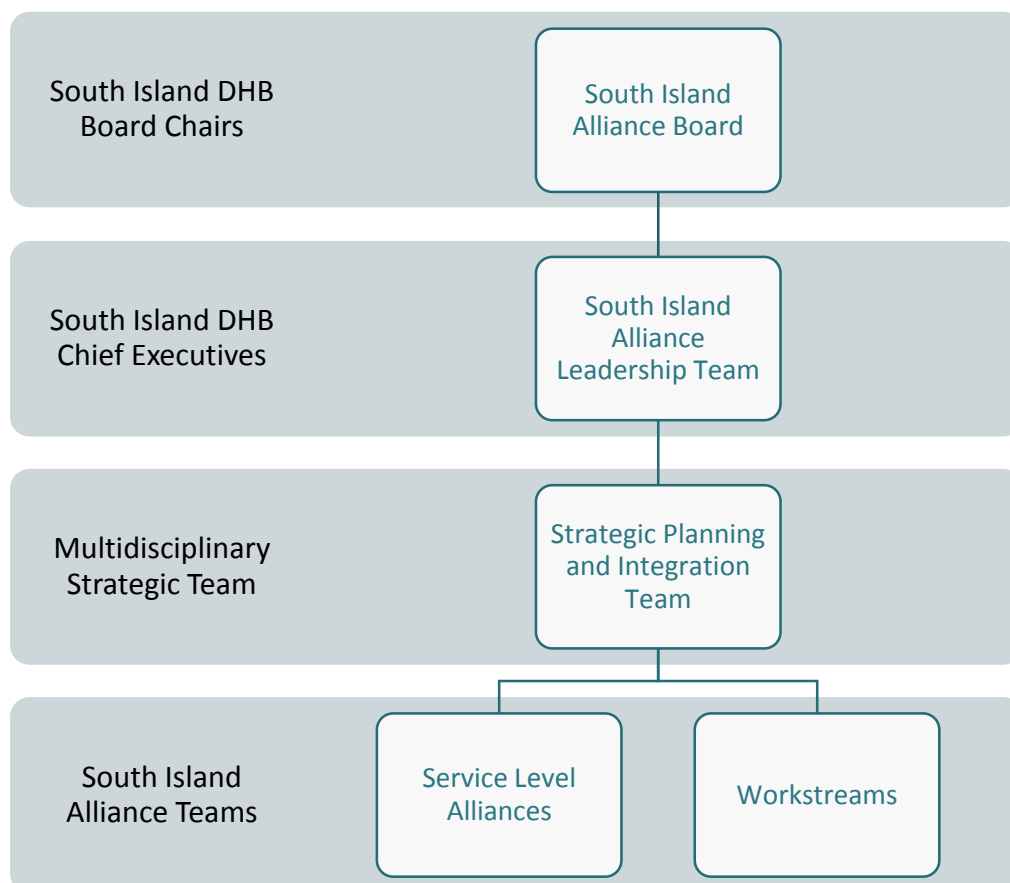 South Island DHB
Board Chairs
South Island
Alliance Board
South Island DHB
Chief Executives
South Island
Alliance
Leadership Team
Multidisciplinary
Strategic Team
Strategic Planning
and Integration
Team
South Island
Alliance Teams
Service Level
Alliances
Workstreams